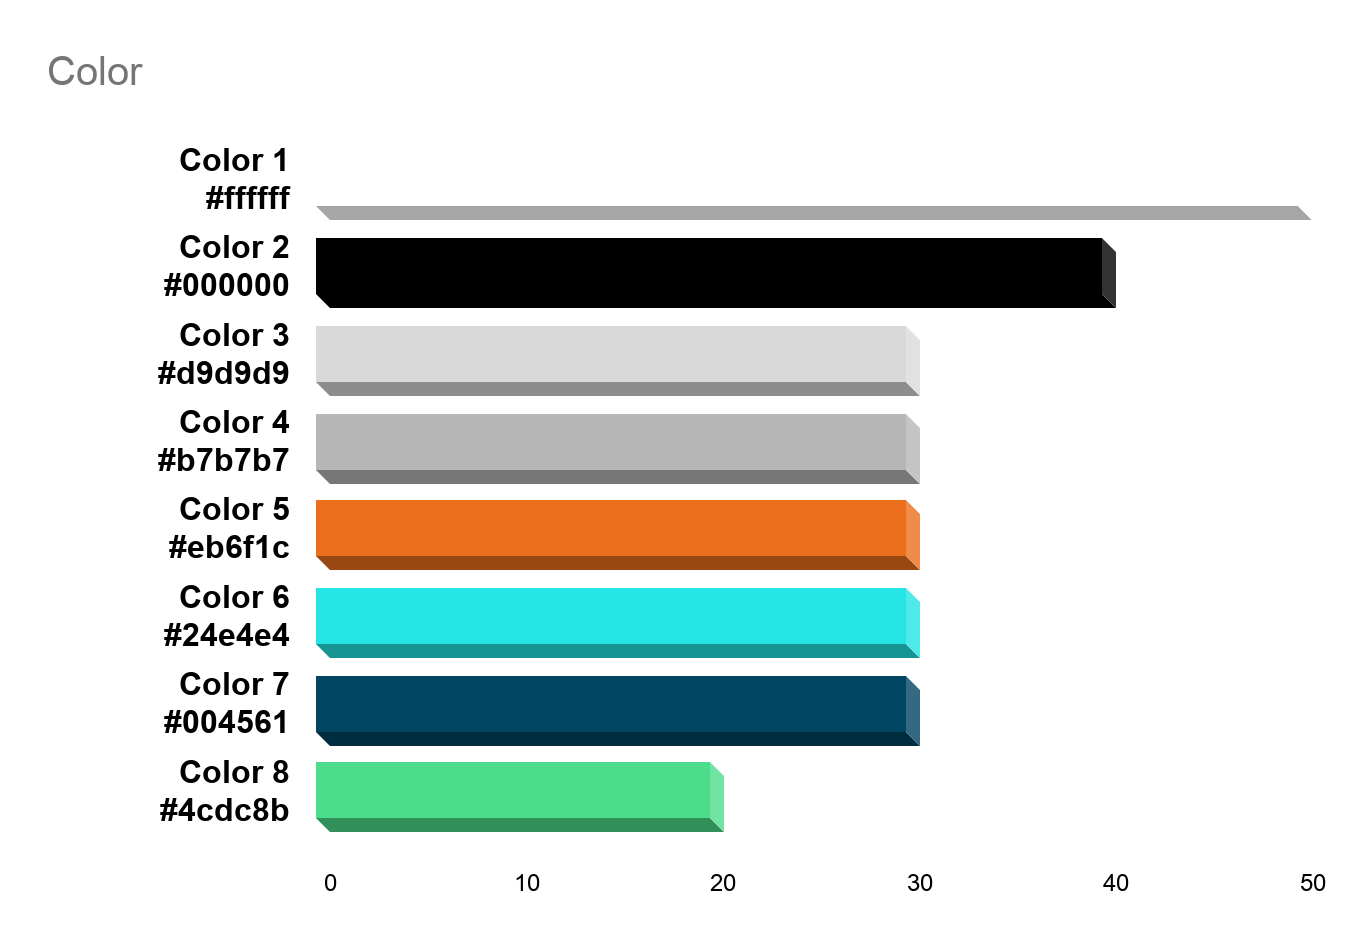 Color
Color 1
#ffffff
Color 2
#000000
Color 3
#d9d9d9
Color 4
#b7b7b7
Color 5
#eb6f1c
Color 6
#24e4e4
Color 7
#004561
Color 8
#4cdc8b
0 10 20 30 40 50